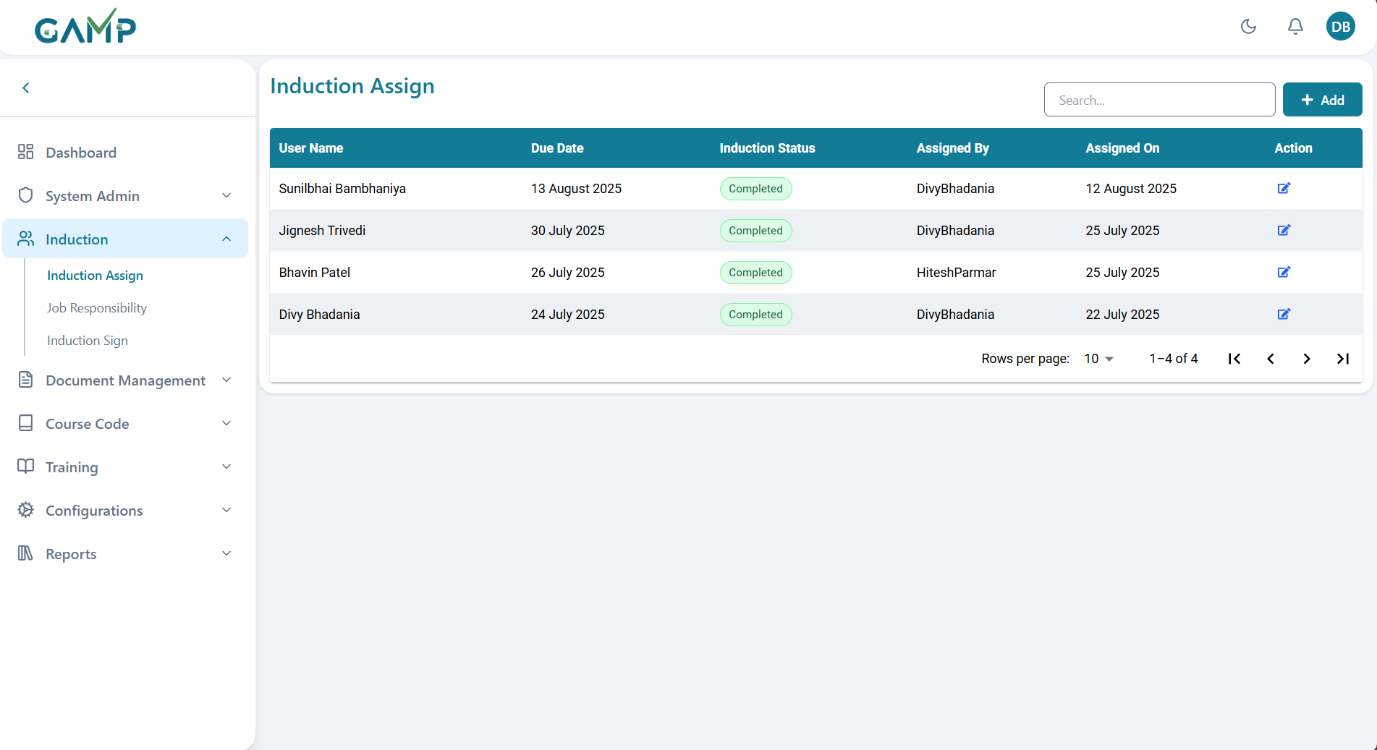 GAMP
DB
Induction Assign
Search...
Add
Dashboard
System Admin
Induction
Induction Assign
Job Responsibility
Induction Sign
Document Management
Course Code
Training
Configurations
Reports
User Name Due Date Induction Status Assigned By Assigned On Action
Sunilbhai Bambhaniya 13 August 2025 Completed DivyBhadania 12 August 2025
Jignesh Trivedi 30 July 2025 Completed DivyBhadania 25 July 2025
Bhavin Patel 26 July 2025 Completed HiteshParmar 25 July 2025
Divy Bhadania 24 July 2025 Completed DivyBhadania 22 July 2025
Rows per page: 10 1–4 of 4